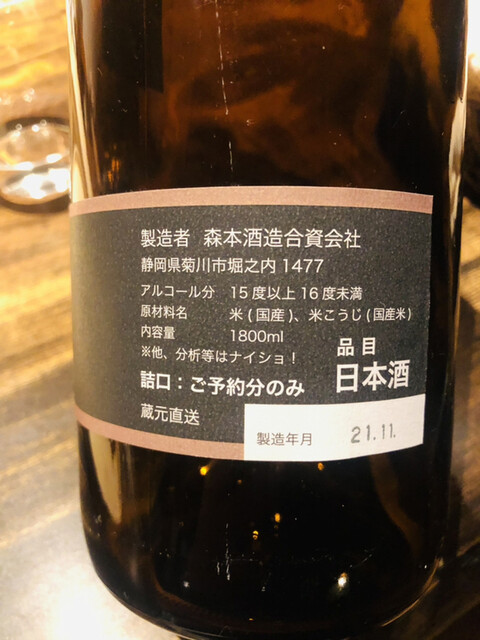 製造者 森本酒造合資会社
静岡県菊川市堀之内1477
アルコール分 15度以上16度未満
原材料名 米(国産)、米こうじ(国産米)
内容量 1800ml
※他、分析等はナイショ!
品目
日本酒
詰口:ご予約分のみ
蔵元直送
製造年月 21.11.